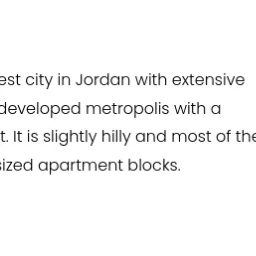 est city in Jordan with extensive
developed metropolis with a
t. It is slightly hilly and most of the
sized apartment blocks.